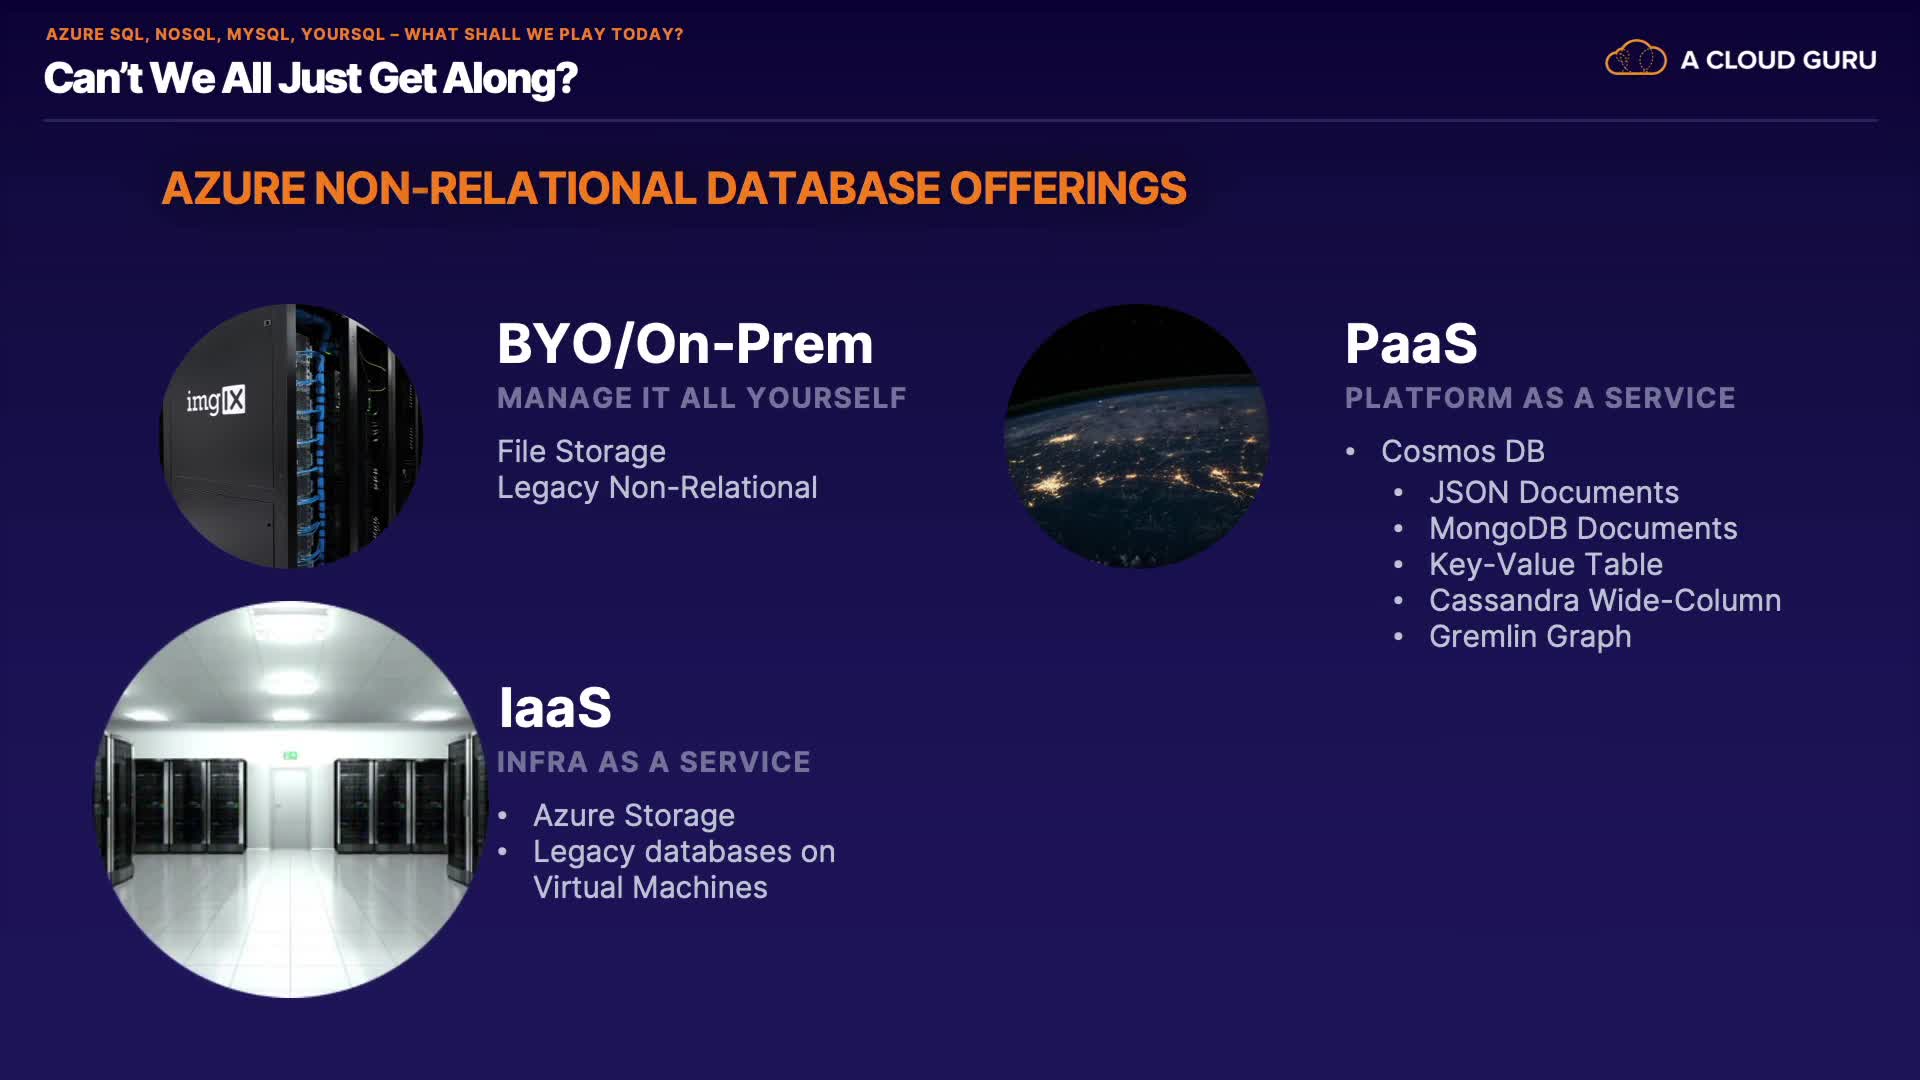 AZURE SQL, NOSQL, MYSQL, YOURSQL – WHAT SHALL WE PLAY TODAY?
Can't We All Just Get Along?
A CLOUD GURU
AZURE NON-RELATIONAL DATABASE OFFERINGS
imgIX
BYO/On-Prem
MANAGE IT ALL YOURSELF
File Storage
Legacy Non-Relational
IaaS
INFRA AS A SERVICE
• Azure Storage
• Legacy databases on
Virtual Machines
PaaS
PLATFORM AS A SERVICE
• Cosmos DB
• JSON Documents
• MongoDB Documents
• Key-Value Table
• Cassandra Wide-Column
• Gremlin Graph